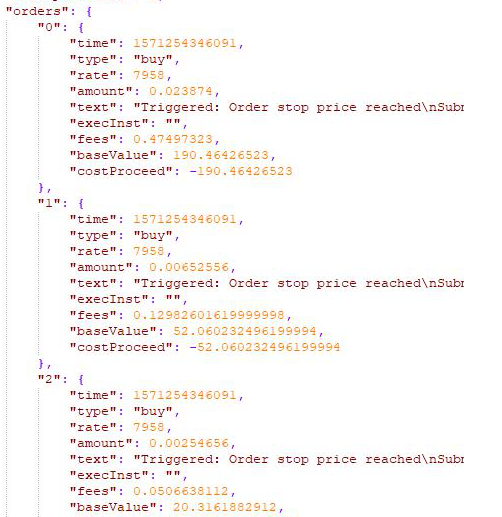 "orders": {
"0": {
"time": 1571254346091,
"type": "buy",
"rate": 7958,
"amount": 0.023874,
"text": "Triggered: Order stop price reached\nSubm
"execInst": "",
"fees": 0.47497323,
"baseValue": 190.46426523,
"costProceed": -190.46426523
},
"1": {
"time": 1571254346091,
"type": "buy",
"rate": 7958,
"amount": 0.00652556,
"text": "Triggered: Order stop price reached\nSubm
"execInst": "",
"fees": 0.12982601619999998,
"baseValue": 52.060232496199994,
"costProceed": -52.060232496199994
},
"2": {
"time": 1571254346091,
"type": "buy",
"rate": 7958,
"amount": 0.00254656,
"text": "Triggered: Order stop price reached\nSubm
"execInst": "",
"fees": 0.0506638112,
"baseValue": 20.3161882912,